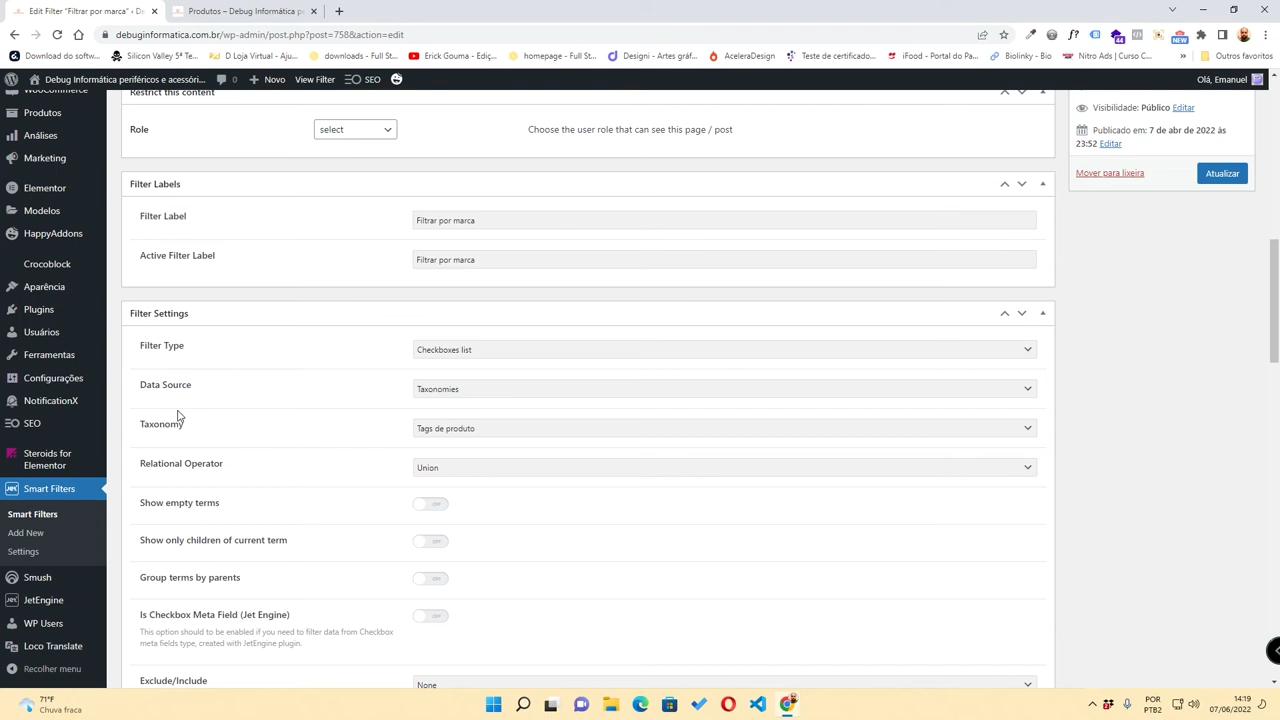 Edit Filter "Filtrar por marca" ‹ D
Produtos – Debug Informática pe
debuginformatica.com.br/wp-admin/post.php?post=758&action=edit
Download do softw...
Silicon Valley 5ª Te...
D Loja Virtual - Aju...
downloads – Full St...
Erick Gouma - Ediç...
homepage – Full St...
Designi - Artes gráf...
AceleraDesign
Teste de certificado...
iFood - Portal do Pa...
Biolinky - Bio
Nitro Ads | Curso C...
»
Outros favoritos
Debug Informática periféricos e acessóri...
0
Novo
View Filter
SEO
Olá, Emanuel
WooCommerce
Produtos
Análises
Marketing
Elementor
Modelos
HappyAddons
Crocoblock
Aparência
Plugins
Usuários
Ferramentas
Configurações
NotificationX
SEO
Steroids for
Elementor
Smart Filters
Smart Filters
Add New
Settings
Smush
JetEngine
WP Users
Loco Translate
Recolher menu
Restrict this content
Role
select
Choose the user role that can see this page / post
Filter Labels
Filter Label
Filtrar por marca
Active Filter Label
Filtrar por marca
Filter Settings
Filter Type
Checkboxes list
Data Source
Taxonomies
Taxonomy
Tags de produto
Relational Operator
Union
Show empty terms
OFF
Show only children of current term
OFF
Group terms by parents
OFF
Is Checkbox Meta Field (Jet Engine)
OFF
This option should to be enabled if you need to filter data from Checkbox
meta fields type, created with JetEngine plugin.
Exclude/Include
None
Visibilidade: Público Editar
Publicado em: 7 de abr de 2022 às
23:52 Editar
Mover para lixeira
Atualizar
71°F
Chuva fraca
POR
PTB2
14:19
07/06/2022